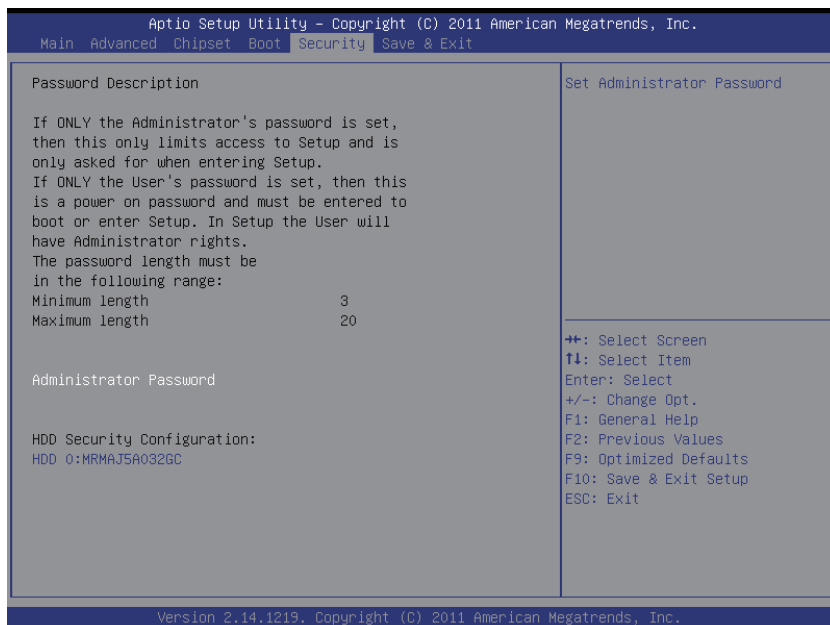 Aptio Setup Utility – Copyright (C) 2011 American Megatrends, Inc.
Main Advanced Chipset Boot Security Save & Exit
Password Description
If ONLY the Administrator's password is set,
then this only limits access to Setup and is
only asked for when entering Setup.
If ONLY the User's password is set, then this
is a power on password and must be entered to
boot or enter Setup. In Setup the User will
have Administrator rights.
The password length must be
in the following range:
Minimum length 3
Maximum length 20
Administrator Password
HDD Security Configuration:
HDD 0:MRMAJ5A032GC
Set Administrator Password
→←: Select Screen
↑↓: Select Item
Enter: Select
+/-: Change Opt.
F1: General Help
F2: Previous Values
F9: Optimized Defaults
F10: Save & Exit Setup
ESC: Exit
Version 2.14.1219. Copyright (C) 2011 American Megatrends, Inc.